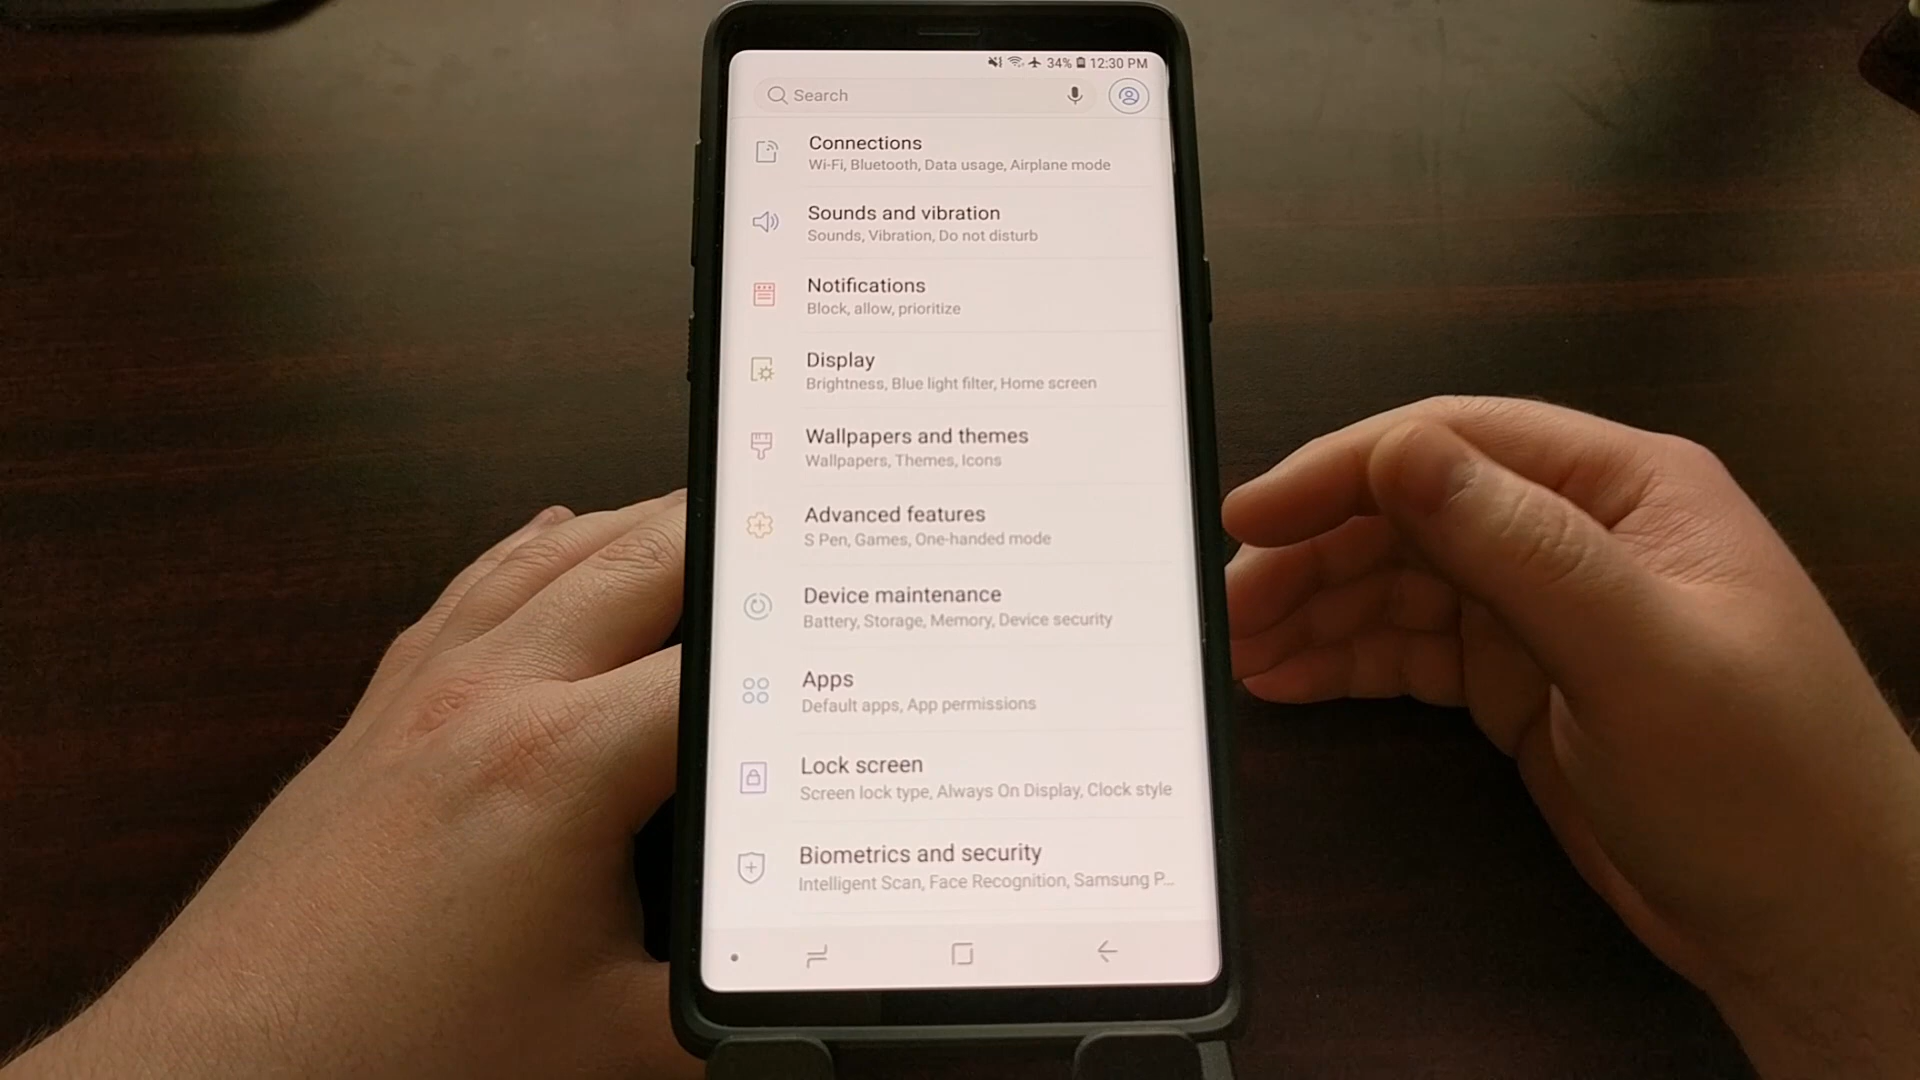 34% 12:30 PM
Search
Connections
Wi-Fi, Bluetooth, Data usage, Airplane mode
Sounds and vibration
Sounds, Vibration, Do not disturb
Notifications
Block, allow, prioritize
Display
Brightness, Blue light filter, Home screen
Wallpapers and themes
Wallpapers, Themes, Icons
Advanced features
S Pen, Games, One-handed mode
Device maintenance
Battery, Storage, Memory, Device security
Apps
Default apps, App permissions
Lock screen
Screen lock type, Always On Display, Clock style
Biometrics and security
Intelligent Scan, Face Recognition, Samsung P...